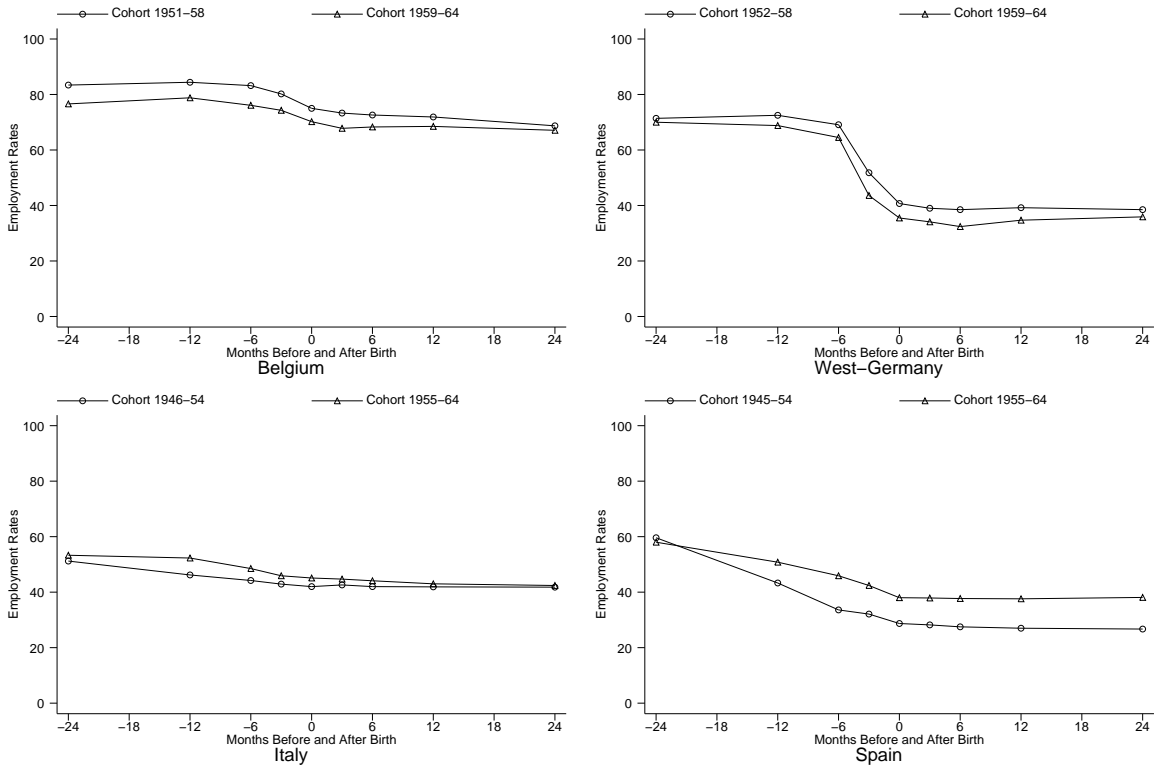 Cohort 1951−58 Cohort 1959−64
100
80
60
40
20
0
Employment Rates
−24 −18 −12 −6 0 6 12 18 24
Months Before and After Birth
Belgium
Cohort 1952−58 Cohort 1959−64
100
80
60
40
20
0
Employment Rates
−24 −18 −12 −6 0 6 12 18 24
Months Before and After Birth
West−Germany
Cohort 1946−54 Cohort 1955−64
100
80
60
40
20
0
Employment Rates
−24 −18 −12 −6 0 6 12 18 24
Months Before and After Birth
Italy
Cohort 1945−54 Cohort 1955−64
100
80
60
40
20
0
Employment Rates
−24 −18 −12 −6 0 6 12 18 24
Months Before and After Birth
Spain